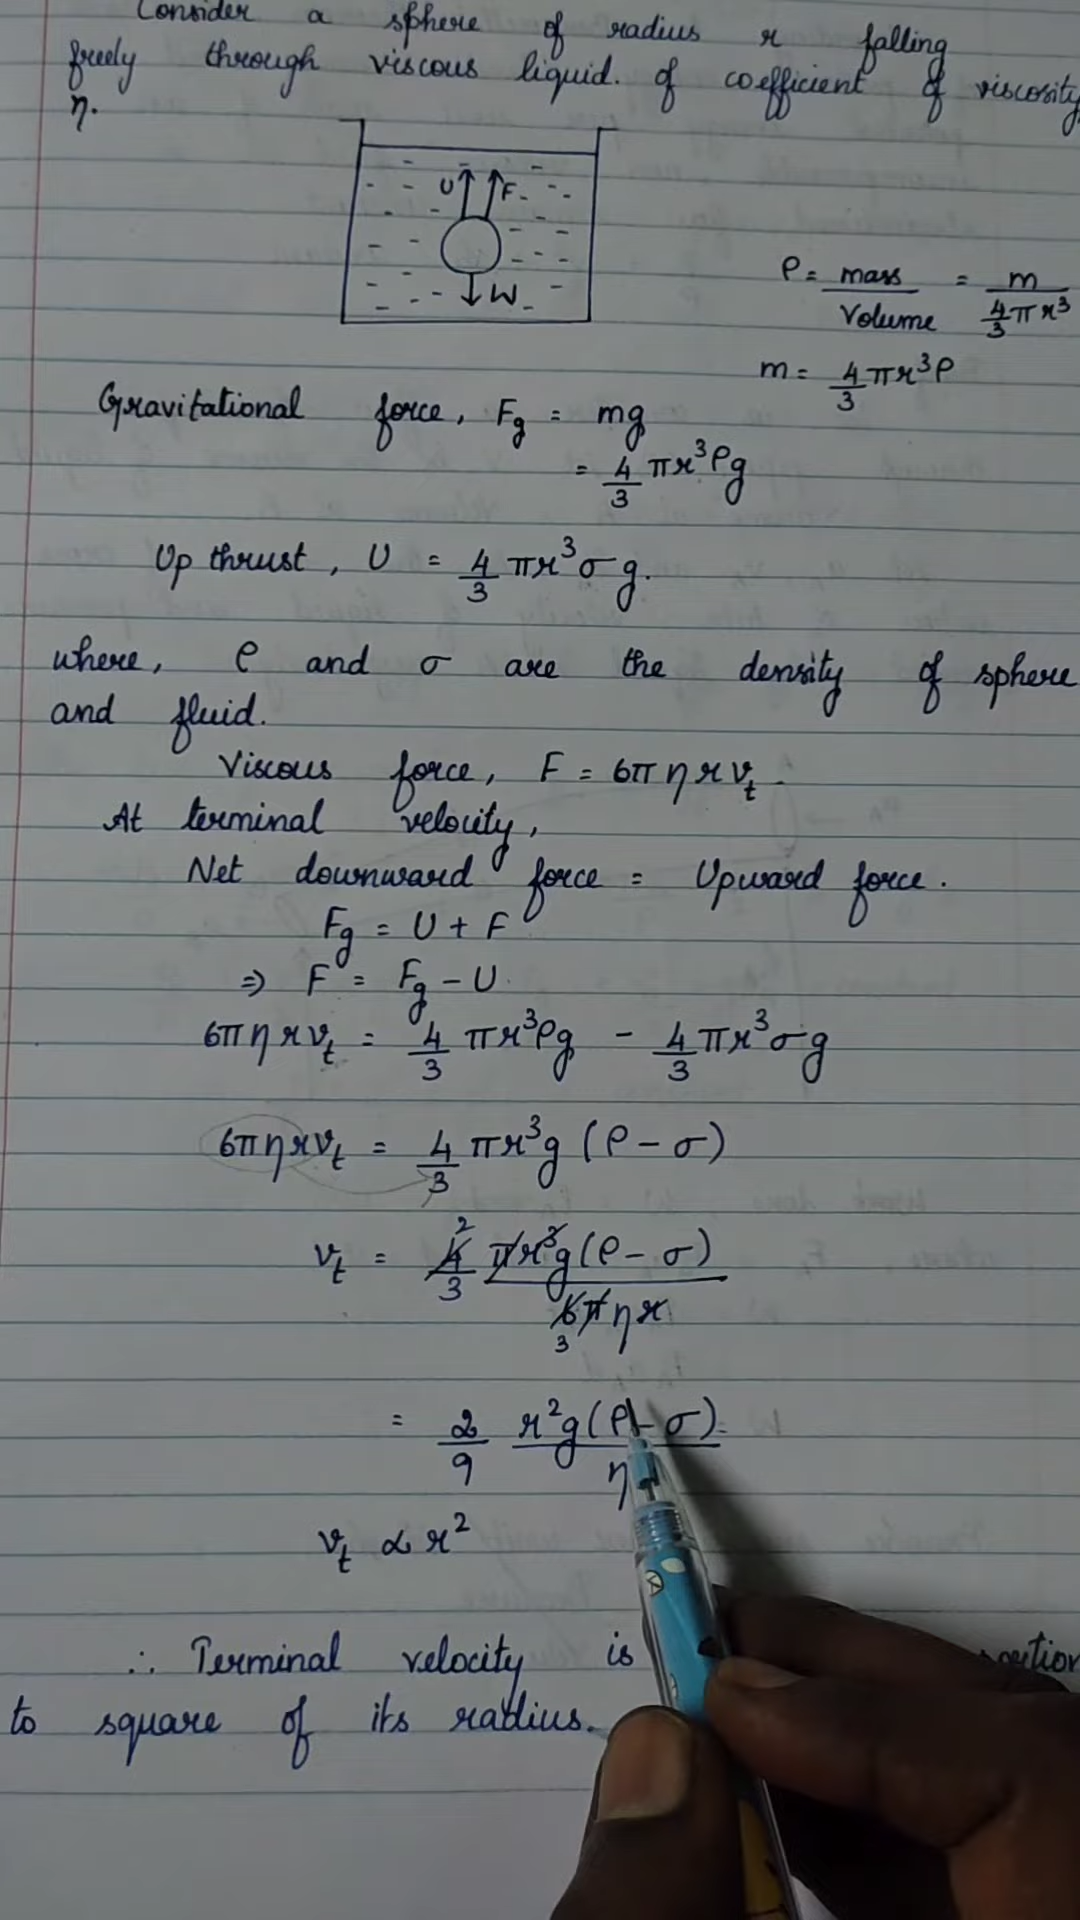 Consider a sphere of radius r falling
freely through viscous liquid. of coefficient of viscosity
η.
U F
W
ρ = mass/Volume = m/(4/3 πr³)
m = 4/3 πr³ρ
Gravitational force, Fg = mg
= 4/3 πr³ρg
Up thrust, U = 4/3 πr³σg.
where, ρ and σ are the density of sphere
and fluid.
Viscous force, F = 6πηrvt.
At terminal velocity,
Net downward force = Upward force.
Fg = U + F
⇒ F = Fg - U.
6πηrvt = 4/3 πr³ρg - 4/3 πr³σg
6πηrvt = 4/3 πr³g (ρ - σ)
vt = 4/3 πr³g(ρ - σ)/6πηr
2 2 3
= 2/9 r²g(ρ - σ)/η
vt ∝ r²
∴ Terminal velocity is
to square of its radius.